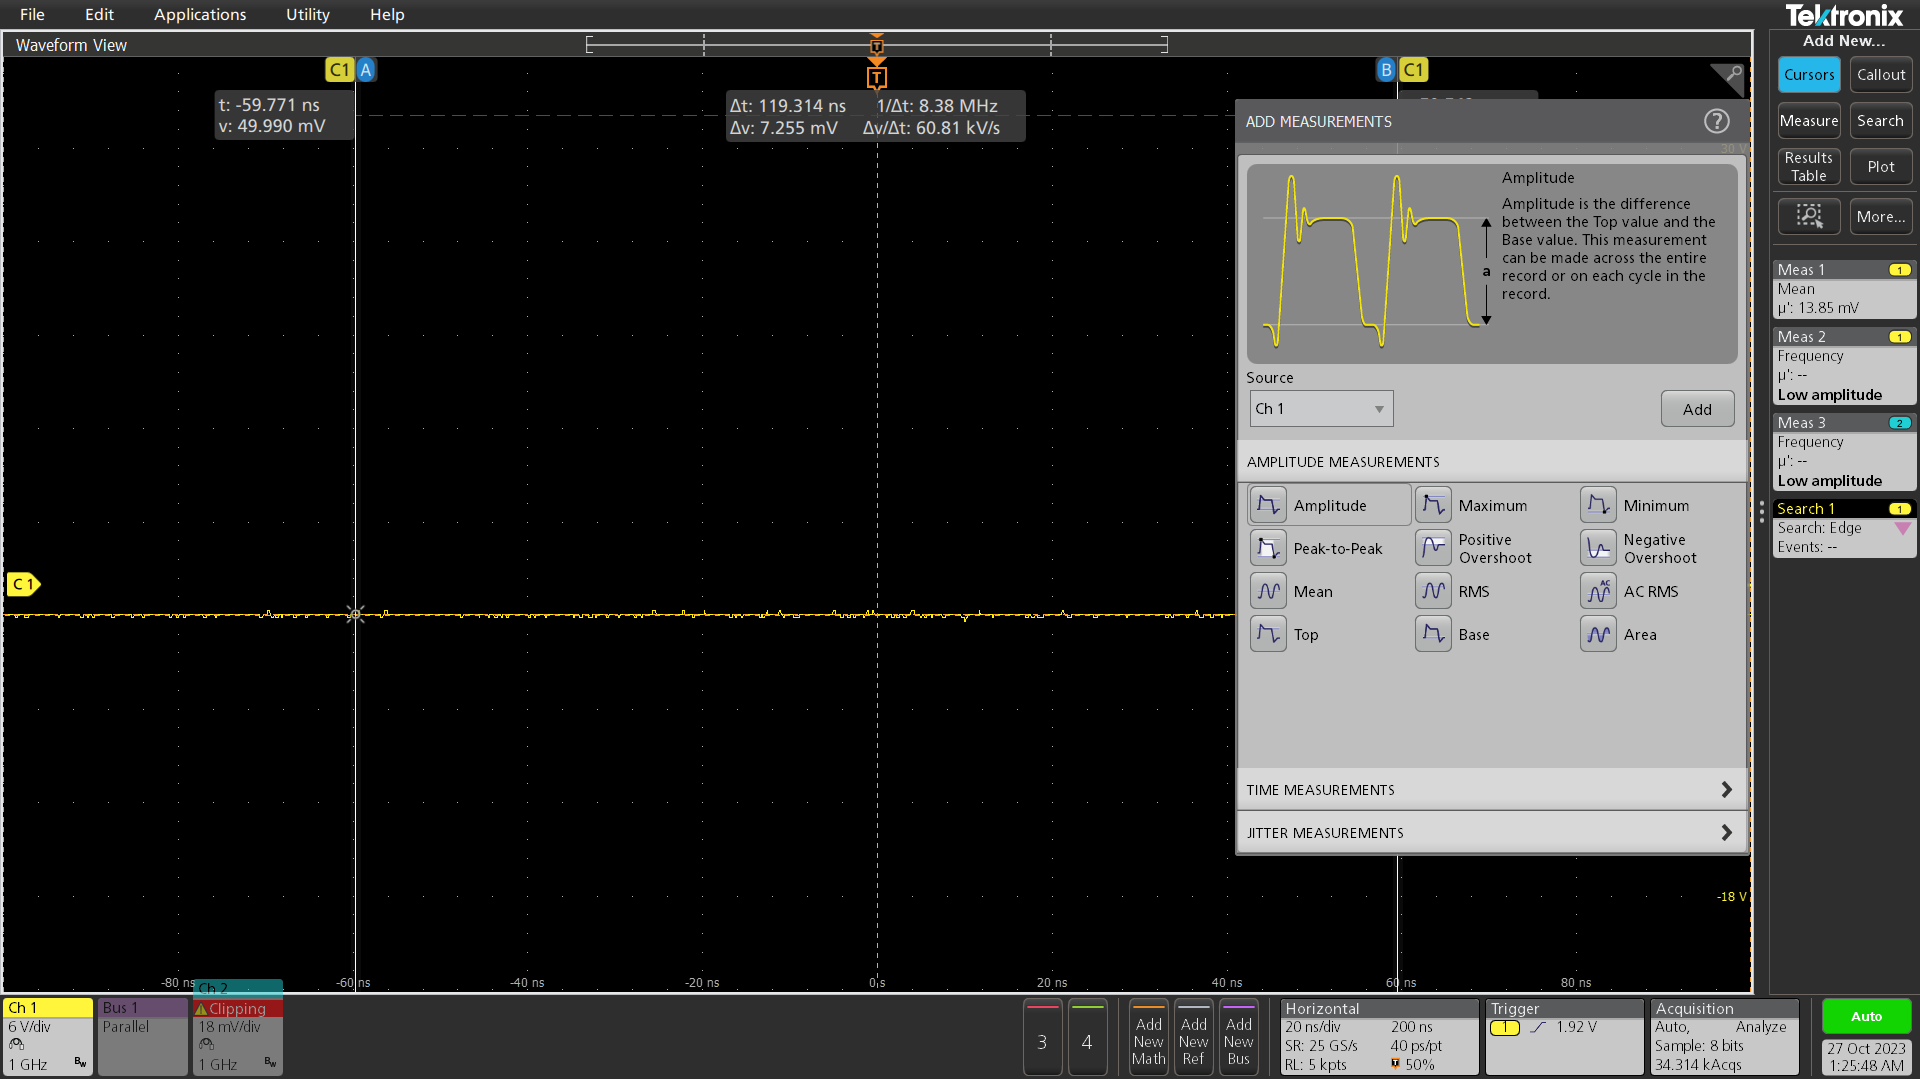 File Edit Applications Utility Help
Tektronix
Waveform View
Add New...
Cursors Callout
Measure Search
Results Table
Plot
More...
C1 A
B C1
T
T
t: -59.771 ns
v: 49.990 mV
Δt: 119.314 ns 1/Δt: 8.38 MHz
Δv: 7.255 mV Δv/Δt: 60.81 kV/s
ADD MEASUREMENTS ?
30 V
Amplitude
Amplitude is the difference
between the Top value and the
Base value. This measurement
can be made across the entire
record or on each cycle in the
record.
a
Source
Ch 1 Add
AMPLITUDE MEASUREMENTS
Amplitude Maximum Minimum
Peak-to-Peak Positive Overshoot Negative Overshoot
Mean RMS AC RMS
Top Base Area
TIME MEASUREMENTS
JITTER MEASUREMENTS
Meas 1 1
Mean
µ': 13.85 mV
Meas 2 1
Frequency
µ': --
Low amplitude
Meas 3 2
Frequency
µ': --
Low amplitude
Search 1 1
Search: Edge
Events: --
C 1
-18 V
-80 ns -60 ns -40 ns -20 ns 0s 20 ns 40 ns 60 ns 80 ns
Ch 1
6 V/div
1 GHz Bw
Bus 1
Parallel
Ch 2
Clipping
18 mV/div
1 GHz Bw
3
4
Add New Math
Add New Ref
Add New Bus
Horizontal
20 ns/div 200 ns
SR: 25 GS/s 40 ps/pt
RL: 5 kpts 50%
Trigger
1 1.92 V
Acquisition
Auto, Analyze
Sample: 8 bits
34.314 kAcqs
Auto
27 Oct 2023
1:25:48 AM